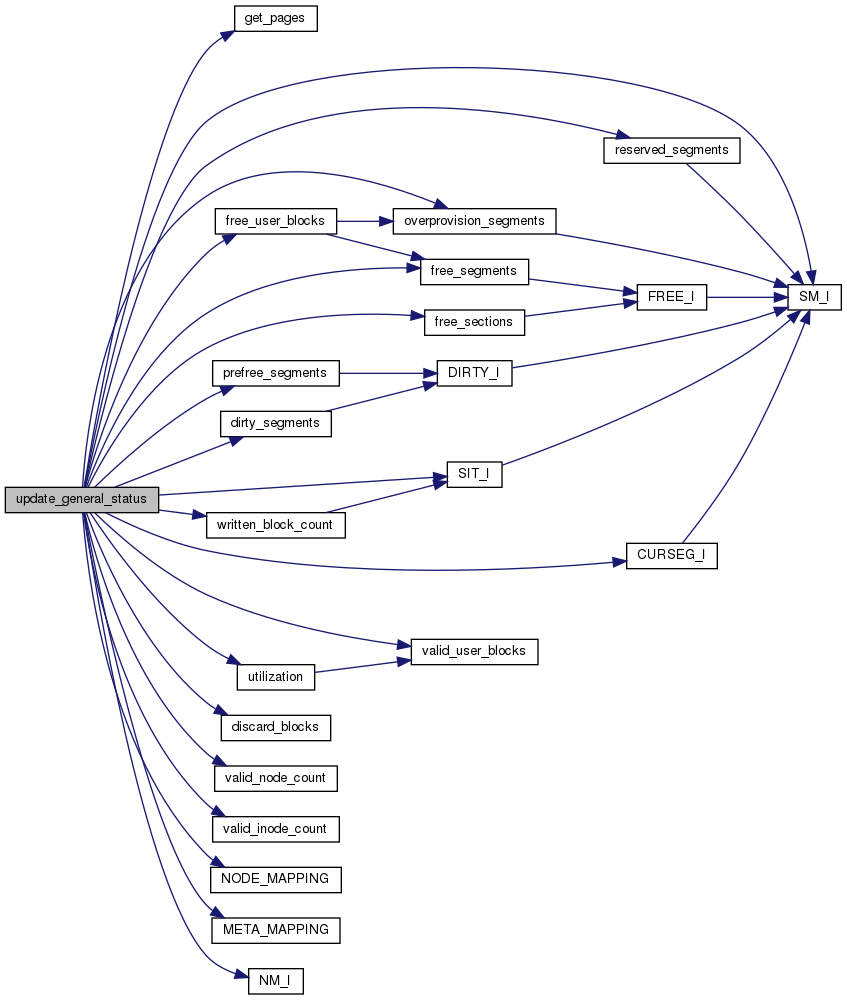 get_pages
reserved_segments
free_user_blocks
overprovision_segments
free_segments
FREE_I
SM_I
free_sections
prefree_segments
DIRTY_I
dirty_segments
SIT_I
update_general_status
written_block_count
CURSEG_I
valid_user_blocks
utilization
discard_blocks
valid_node_count
valid_inode_count
NODE_MAPPING
META_MAPPING
NM_I